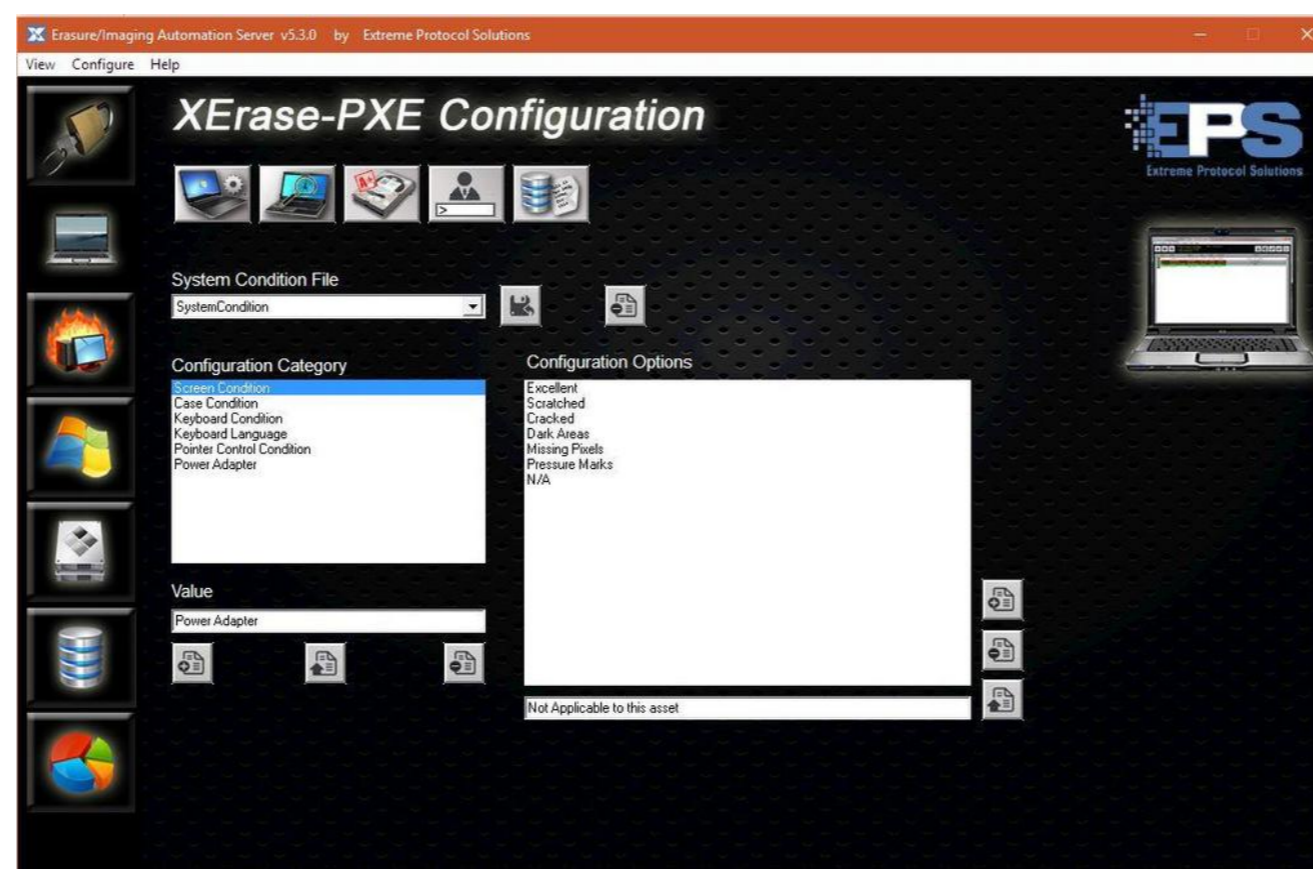 Erasure/Imaging Automation Server v5.3.0 by Extreme Protocol Solutions
View Configure Help
XErase-PXE Configuration
EPS
Extreme Protocol Solutions
A+
>
System Condition File
SystemCondition
Configuration Category
Screen Condition
Case Condition
Keyboard Condition
Keyboard Language
Pointer Control Condition
Power Adapter
Configuration Options
Excellent
Scratched
Cracked
Dark Areas
Missing Pixels
Pressure Marks
N/A
Value
Power Adapter
Not Applicable to this asset